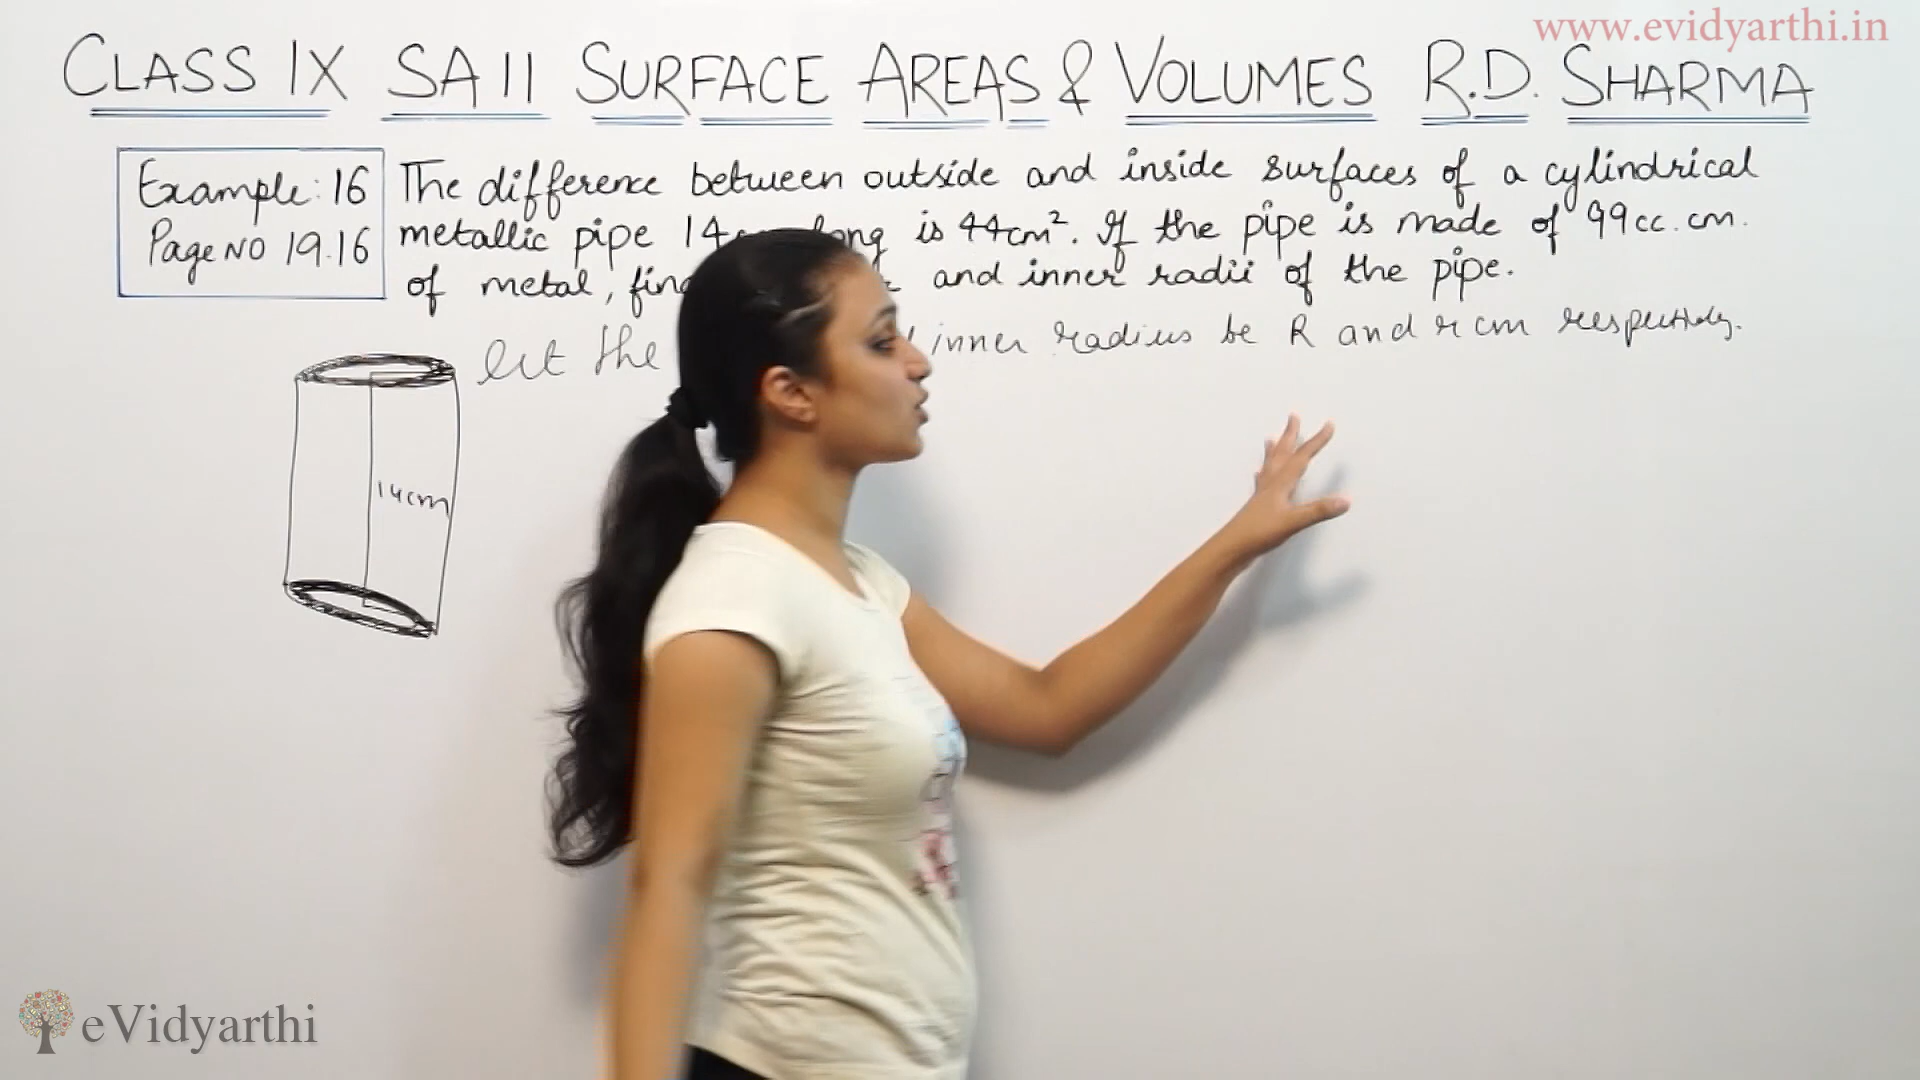 www.evidyarthi.in
CLASS IX SA II SURFACE AREAS & VOLUMES R.D. SHARMA
Example: 16
Page NO 19.16
The difference between outside and inside surfaces of a cylindrical
metallic pipe 14 long is 44cm². If the pipe is made of 99cc. cm.
of metal, and inner radii of the pipe.
let the inner radius be R and r cm respectively.
14cm
eVidyarthi